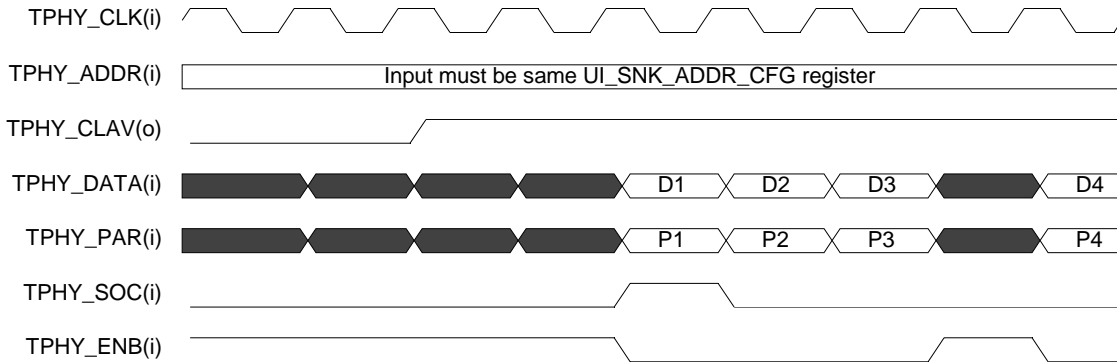 TPHY_CLK(i)
TPHY_ADDR(i) Input must be same UI_SNK_ADDR_CFG register
TPHY_CLAV(o)
TPHY_DATA(i) D1 D2 D3 D4
TPHY_PAR(i) P1 P2 P3 P4
TPHY_SOC(i)
TPHY_ENB(i)